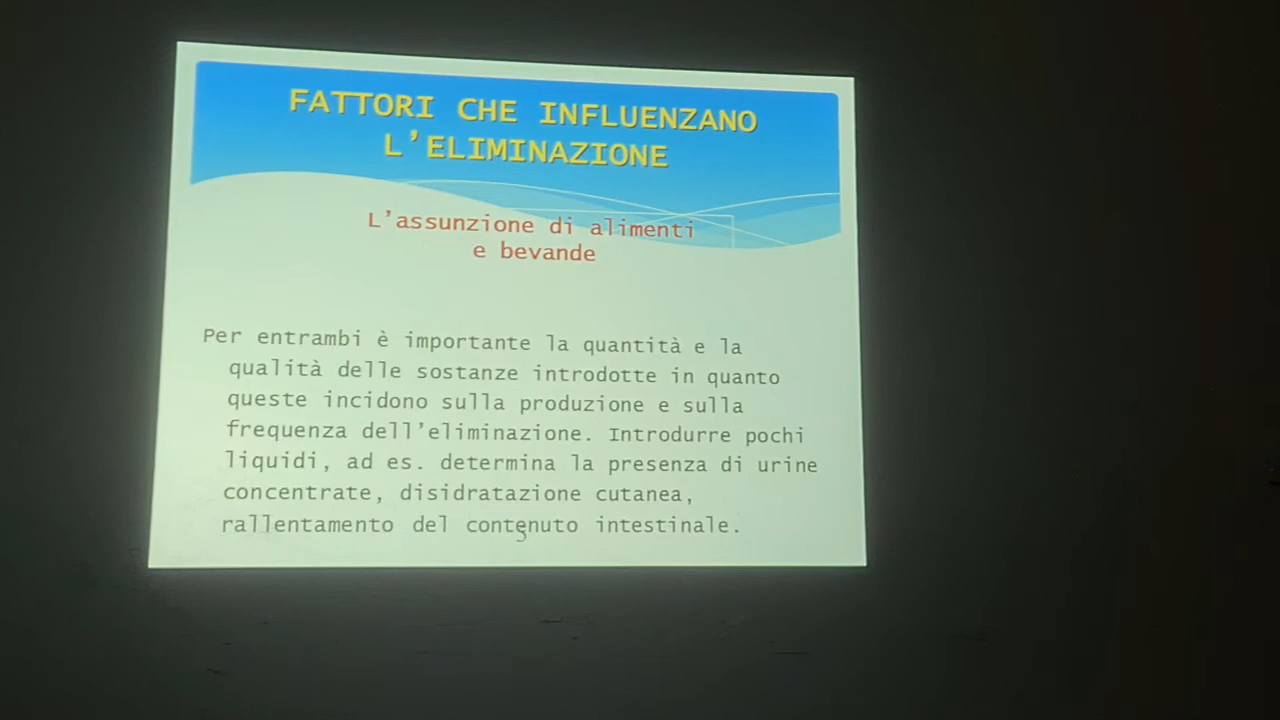 FATTORI CHE INFLUENZANO
L’ELIMINAZIONE
L’assunzione di alimenti
e bevande
Per entrambi è importante la quantità e la
qualità delle sostanze introdotte in quanto
queste incidono sulla produzione e sulla
frequenza dell’eliminazione. Introdurre pochi
liquidi, ad es. determina la presenza di urine
concentrate, disidratazione cutanea,
rallentamento del contenuto intestinale.
5